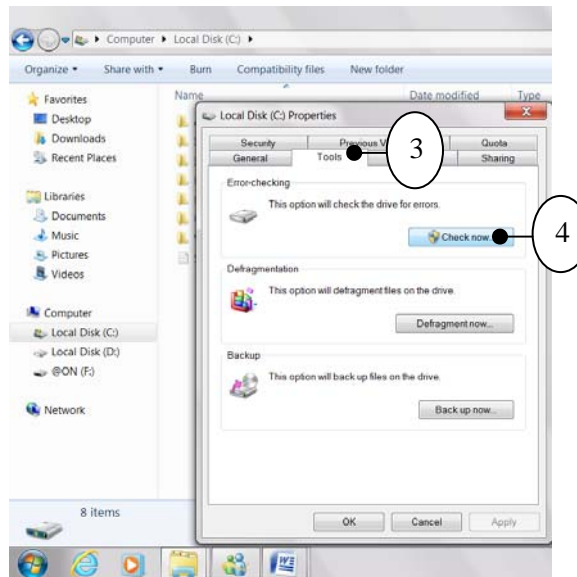 Computer ▸ Local Disk (C:) ▸
Organize ▾ Share with ▾ Burn Compatibility files New folder
Favorites
Desktop
Downloads
Recent Places
Libraries
Documents
Music
Pictures
Videos
Computer
Local Disk (C:)
Local Disk (D:)
@ON (F:)
Network
8 items
Name Date modified Type
Local Disk (C:) Properties
Security Previous V Quota
General Tools Sharing
3
Error-checking
This option will check the drive for errors.
Check now...
4
Defragmentation
This option will defragment files on the drive.
Defragment now...
Backup
This option will back up files on the drive.
Back up now...
OK Cancel Apply